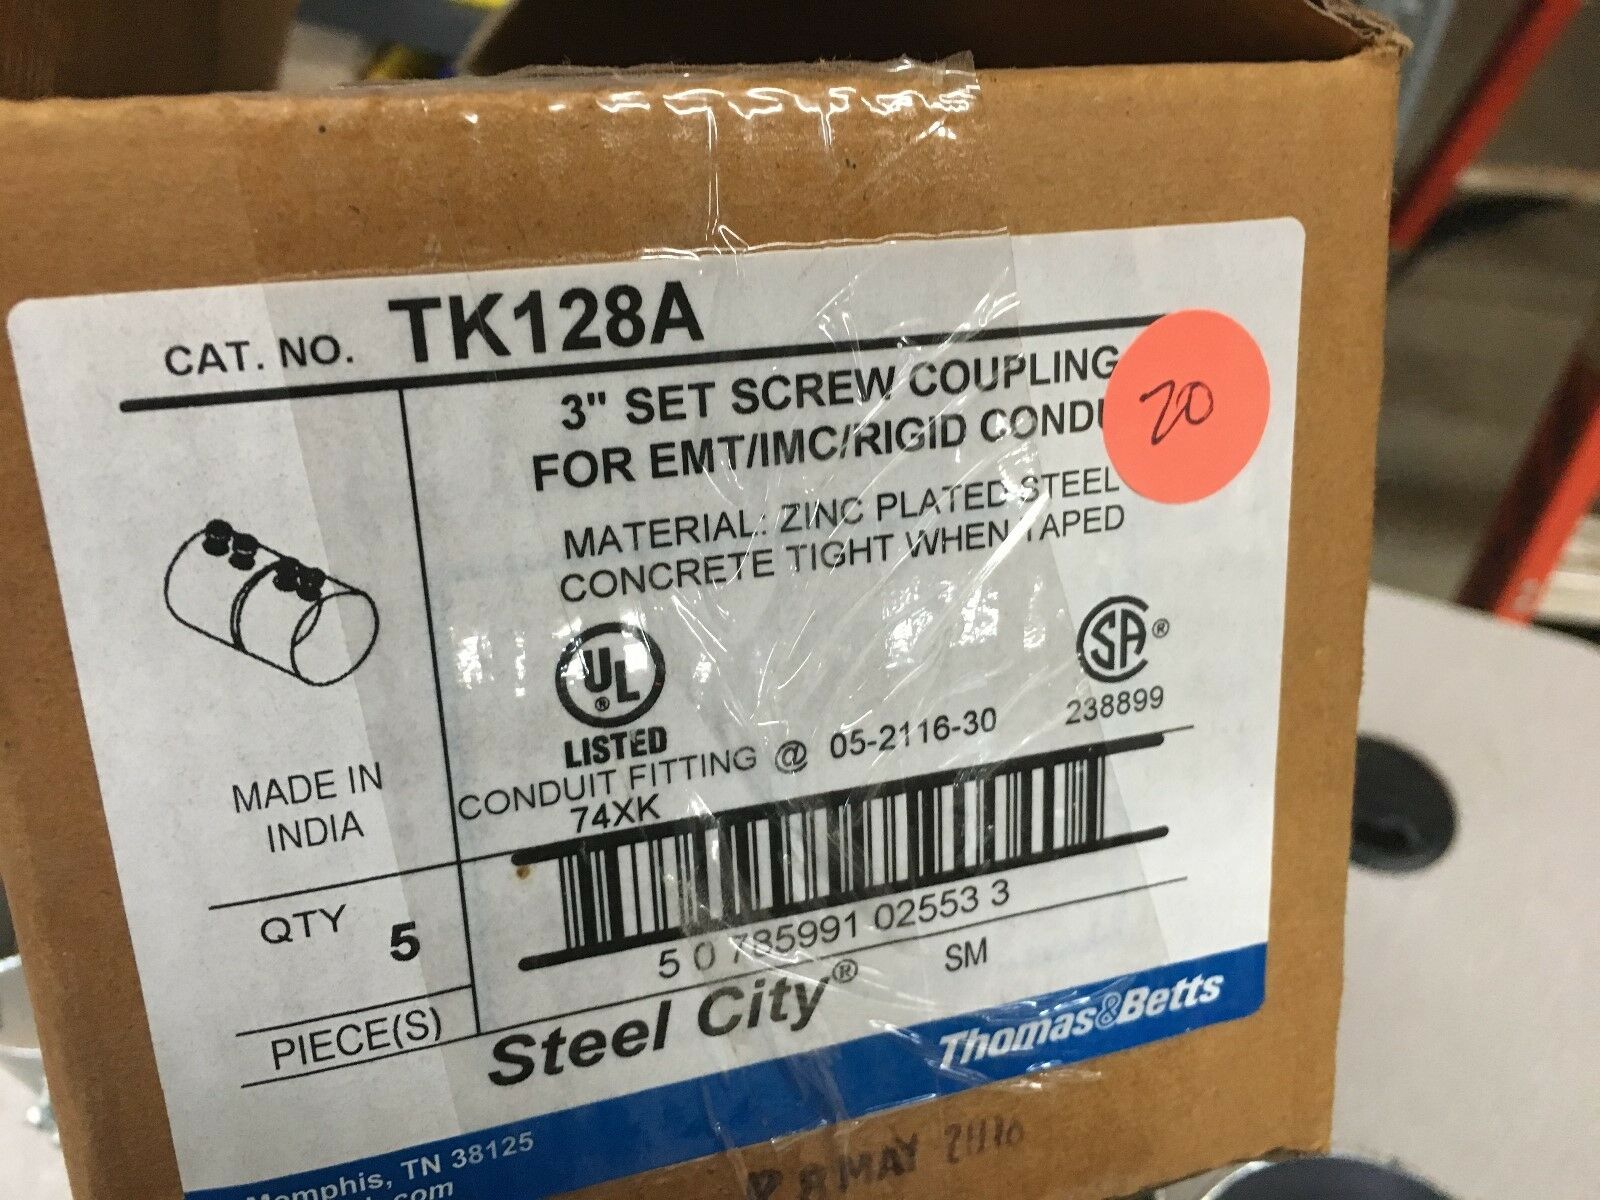 CAT. NO. TK128A
3" SET SCREW COUPLING
FOR EMT/IMC/RIGID CONDU
20
MATERIAL: ZINC PLATED STEEL
CONCRETE TIGHT WHEN TAPED
UL
®
LISTED
SA ®
238899
CONDUIT FITTING @ 05-2116-30
74XK
MADE IN
INDIA
QTY 5
PIECE(S)
5 0 785991 02553 3
SM
Steel City®
Thomas&Betts
Memphis, TN 38125
.com
MAY